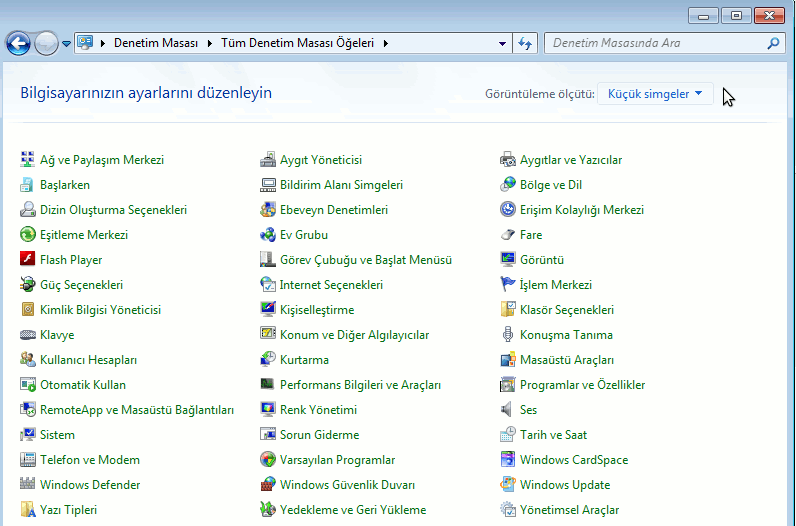 Denetim Masası Tüm Denetim Masası Öğeleri Denetim Masasında Ara
Bilgisayarınızın ayarlarını düzenleyin Görüntüleme ölçütü: Küçük simgeler
Ağ ve Paylaşım Merkezi Aygıt Yöneticisi Aygıtlar ve Yazıcılar
Başlarken Bildirim Alanı Simgeleri Bölge ve Dil
Dizin Oluşturma Seçenekleri Ebeveyn Denetimleri Erişim Kolaylığı Merkezi
Eşitleme Merkezi Ev Grubu Fare
Flash Player Görev Çubuğu ve Başlat Menüsü Görüntü
Güç Seçenekleri Internet Seçenekleri İşlem Merkezi
Kimlik Bilgisi Yöneticisi Kişiselleştirme Klasör Seçenekleri
Klavye Konum ve Diğer Algılayıcılar Konuşma Tanıma
Kullanıcı Hesapları Kurtarma Masaüstü Araçları
Otomatik Kullan Performans Bilgileri ve Araçları Programlar ve Özellikler
RemoteApp ve Masaüstü Bağlantıları Renk Yönetimi Ses
Sistem Sorun Giderme Tarih ve Saat
Telefon ve Modem Varsayılan Programlar Windows CardSpace
Windows Defender Windows Güvenlik Duvarı Windows Update
Yazı Tipleri Yedekleme ve Geri Yükleme Yönetimsel Araçlar